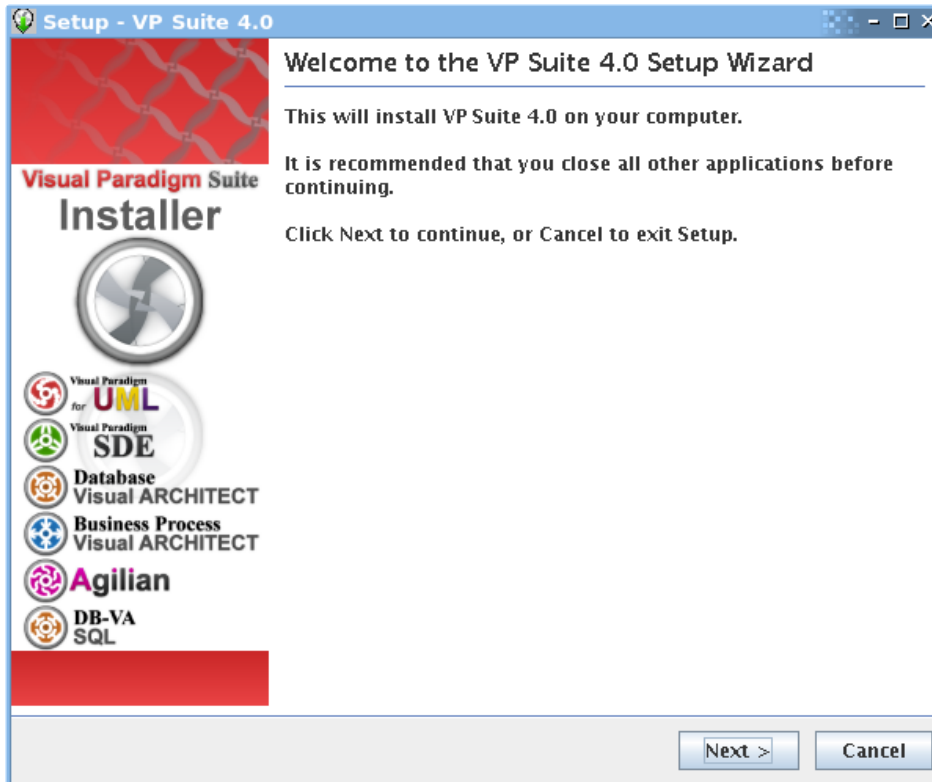 Setup - VP Suite 4.0
Visual Paradigm Suite
Installer
Visual Paradigm
for UML
Visual Paradigm
SDE
Database
Visual ARCHITECT
Business Process
Visual ARCHITECT
Agilian
DB-VA
SQL
Welcome to the VP Suite 4.0 Setup Wizard
This will install VP Suite 4.0 on your computer.
It is recommended that you close all other applications before
continuing.
Click Next to continue, or Cancel to exit Setup.
Next >
Cancel